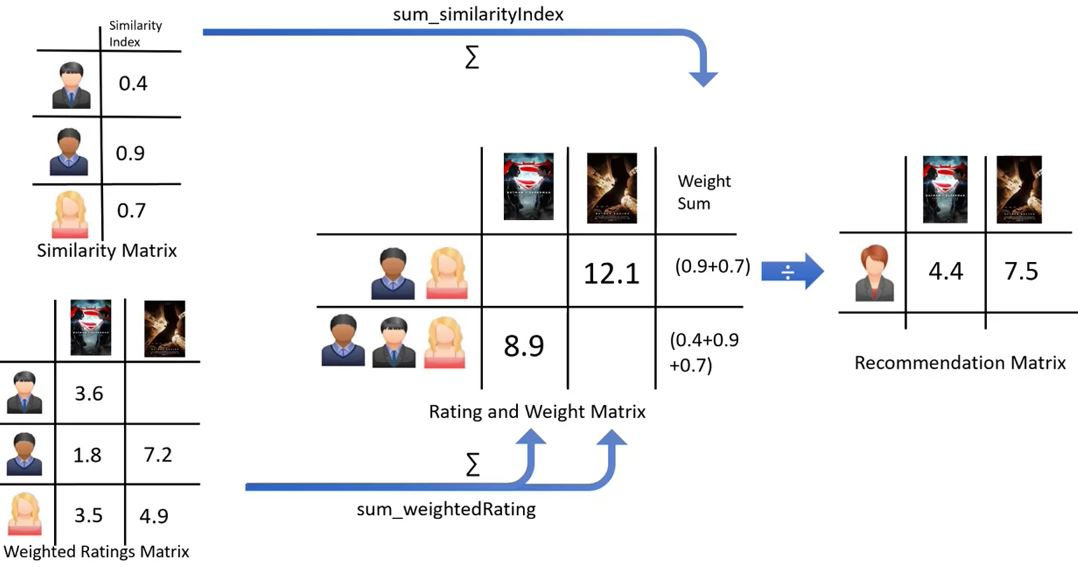 sum_similarityIndex
∑
Similarity
Index
0.4
0.9
0.7
Similarity Matrix
3.6
1.8 7.2
3.5 4.9
Weighted Ratings Matrix
Weight
Sum
12.1 (0.9+0.7)
8.9 (0.4+0.9
+0.7)
Rating and Weight Matrix
∑
sum_weightedRating
÷
4.4 7.5
Recommendation Matrix